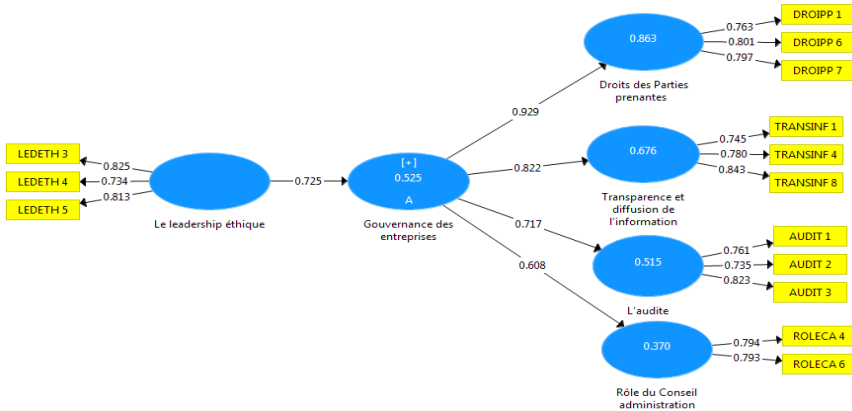 LEDETH 3
LEDETH 4
LEDETH 5
0.825
0.734
0.813
Le leadership éthique
0.725
[+]
0.525
A
Gouvernance des
entreprises
0.929
0.822
0.717
0.608
0.863
Droits des Parties
prenantes
0.763
0.801
0.797
DROIPP 1
DROIPP 6
DROIPP 7
0.676
Transparence et
diffusion de
l'information
0.745
0.780
0.843
TRANSINF 1
TRANSINF 4
TRANSINF 8
0.515
L'audite
0.761
0.735
0.823
AUDIT 1
AUDIT 2
AUDIT 3
0.370
Rôle du Conseil
administration
0.794
0.793
ROLECA 4
ROLECA 6